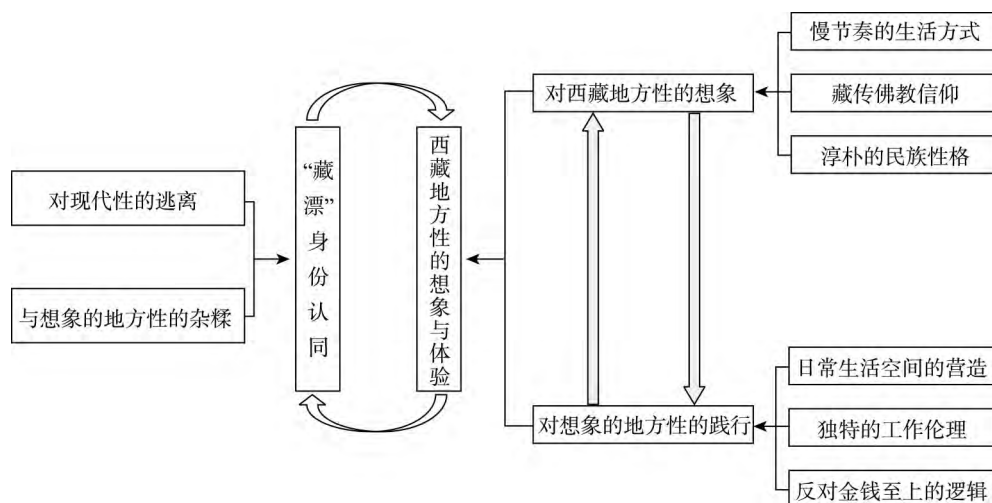 慢节奏的生活方式
对西藏地方性的想象
藏传佛教信仰
淳朴的民族性格
对现代性的逃离
与想象的地方性的杂糅
“藏漂”身份认同
西藏地方性的想象与体验
日常生活空间的营造
对想象的地方性的践行
独特的工作伦理
反对金钱至上的逻辑